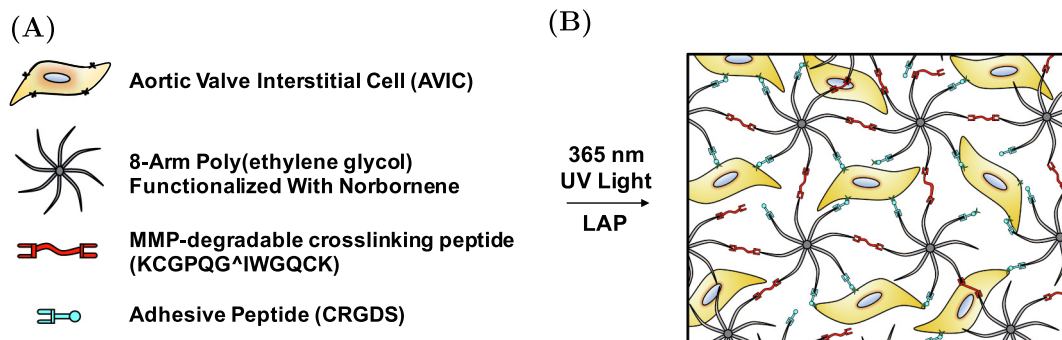 (A)
Aortic Valve Interstitial Cell (AVIC)
8-Arm Poly(ethylene glycol)
Functionalized With Norbornene
MMP-degradable crosslinking peptide
(KCGPQG^IWGQCK)
Adhesive Peptide (CRGDS)
(B)
365 nm
UV Light
LAP